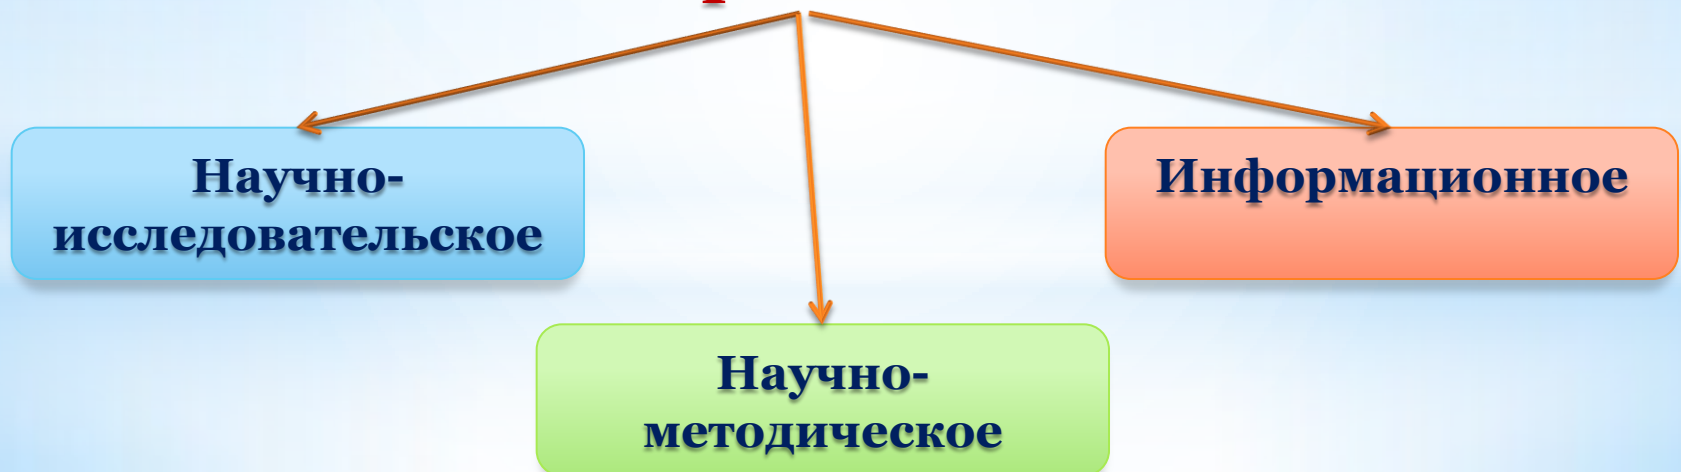 Научно-
исследовательское
Информационное
Научно-
методическое